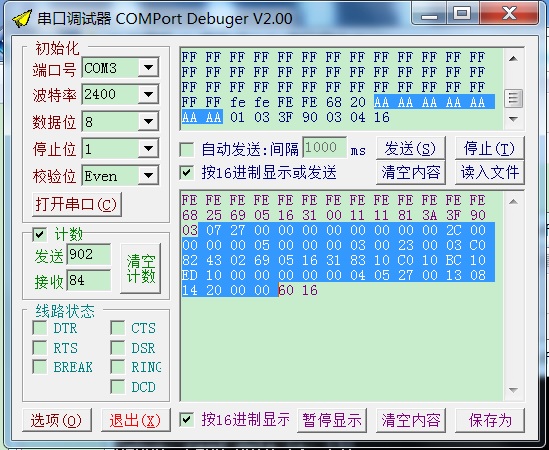 串口调试器 COMPort Debuger V2.00
初始化
端口号 COM3
波特率 2400
数据位 8
停止位 1
校验位 Even
打开串口(C)
计数
发送 902
接收 84
清空计数
线路状态
DTR CTS
RTS DSR
BREAK RING
DCD
选项(O) 退出(X)
FF FF FF FF FF FF FF FF FF FF FF FF
FF FF FF FF FF FF FF FF FF FF FF FF
FF FF FF FF FF FF FF FF FF FF FF FF
FF FF fe fe FE FE 68 20 AA AA AA AA AA
AA AA 01 03 3F 90 03 04 16
自动发送:间隔 1000 ms 发送(S) 停止(T)
按16进制显示或发送 清空内容 读入文件
FE FE FE FE FE FE FE FE FE FE FE FE FE
68 25 69 05 16 31 00 11 11 81 3A 3F 90
03 07 27 00 00 00 00 00 00 00 00 2C 00
00 00 00 05 00 00 00 03 00 23 00 03 C0
82 43 02 69 05 16 31 83 10 C0 10 BC 10
BD 10 00 00 00 00 04 05 27 00 13 08
14 20 00 00 60 16
按16进制显示 暂停显示 清空内容 保存为